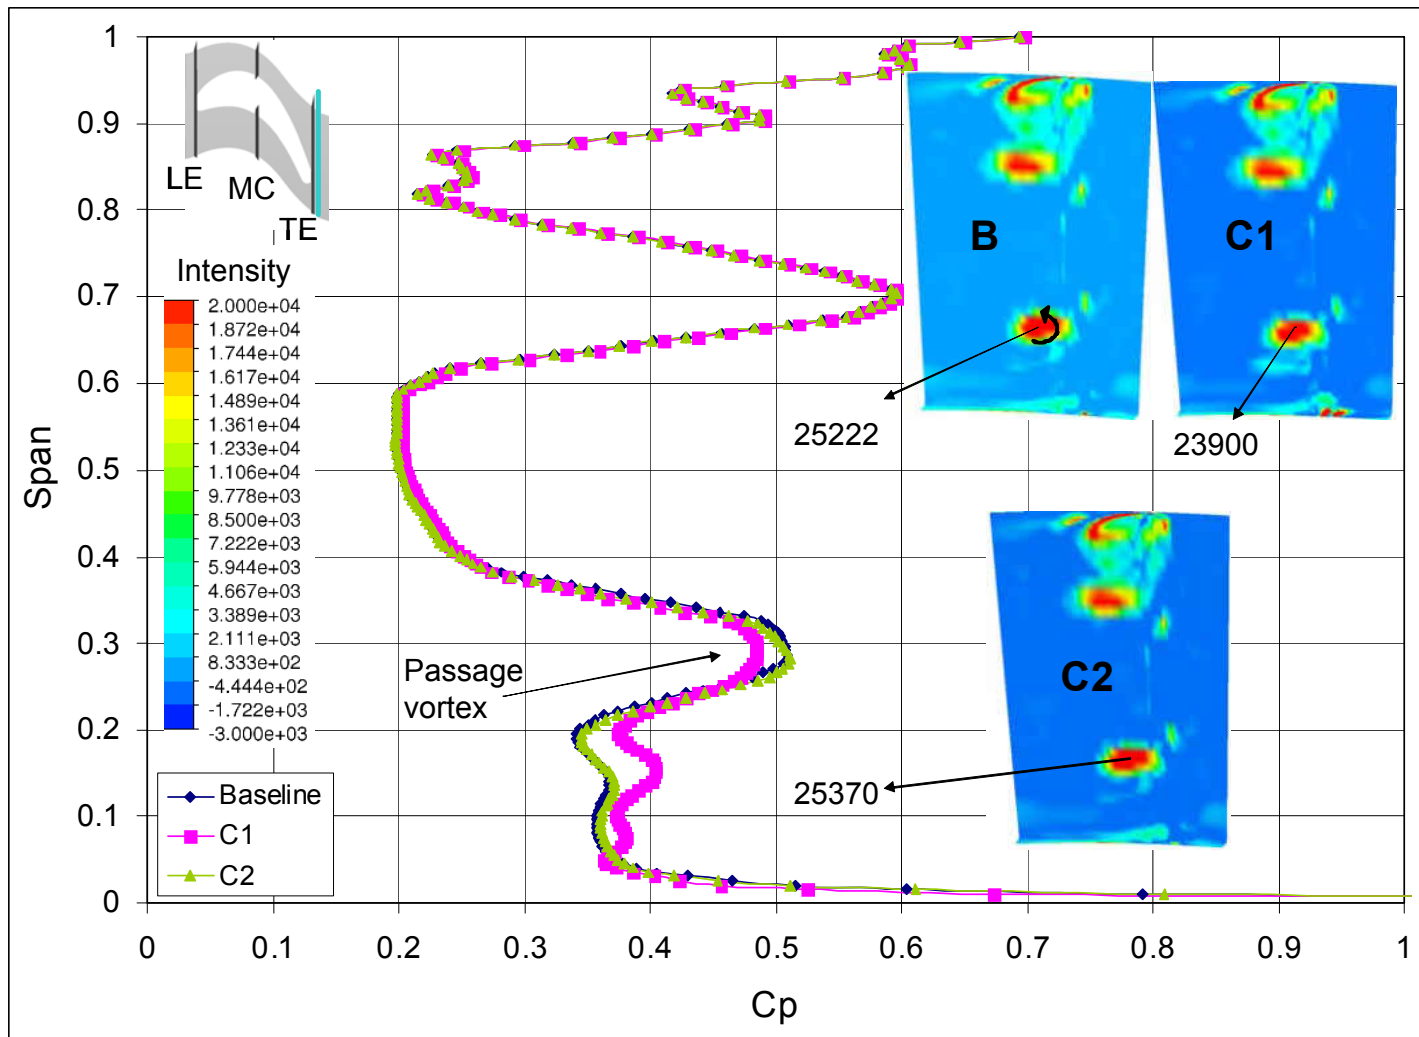 1
0.9
0.8
0.7
0.6
0.5
0.4
0.3
0.2
0.1
0
Span
0
0.1
0.2
0.3
0.4
0.5
0.6
0.7
0.8
0.9
1
Cp
LE
MC
TE
Intensity
2.000e+04
1.872e+04
1.744e+04
1.617e+04
1.489e+04
1.361e+04
1.233e+04
1.106e+04
9.778e+03
8.500e+03
7.222e+03
5.944e+03
4.667e+03
3.389e+03
2.111e+03
8.333e+02
-4.444e+02
-1.722e+03
-3.000e+03
Baseline
C1
C2
Passage
vortex
B
C1
25222
23900
C2
25370